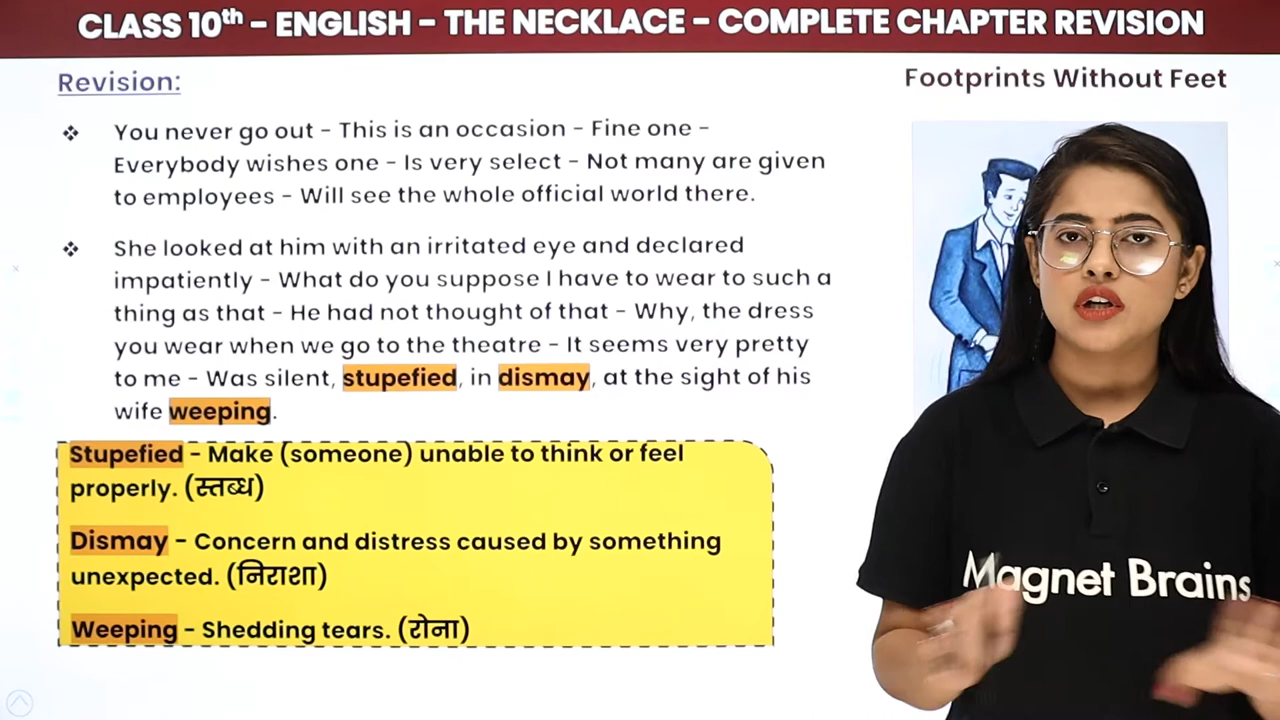 CLASS 10th – ENGLISH – THE NECKLACE – COMPLETE CHAPTER REVISION
Revision:
Footprints Without Feet
❖ You never go out – This is an occasion – Fine one –
Everybody wishes one – Is very select – Not many are given
to employees – Will see the whole official world there.
❖ She looked at him with an irritated eye and declared
impatiently – What do you suppose I have to wear to such a
thing as that – He had not thought of that – Why, the dress
you wear when we go to the theatre – It seems very pretty
to me – Was silent, stupefied, in dismay, at the sight of his
wife weeping.
Stupefied – Make (someone) unable to think or feel
properly. (स्तब्ध)
Dismay – Concern and distress caused by something
unexpected. (निराशा)
Weeping – Shedding tears. (रोना)
Magnet Brains